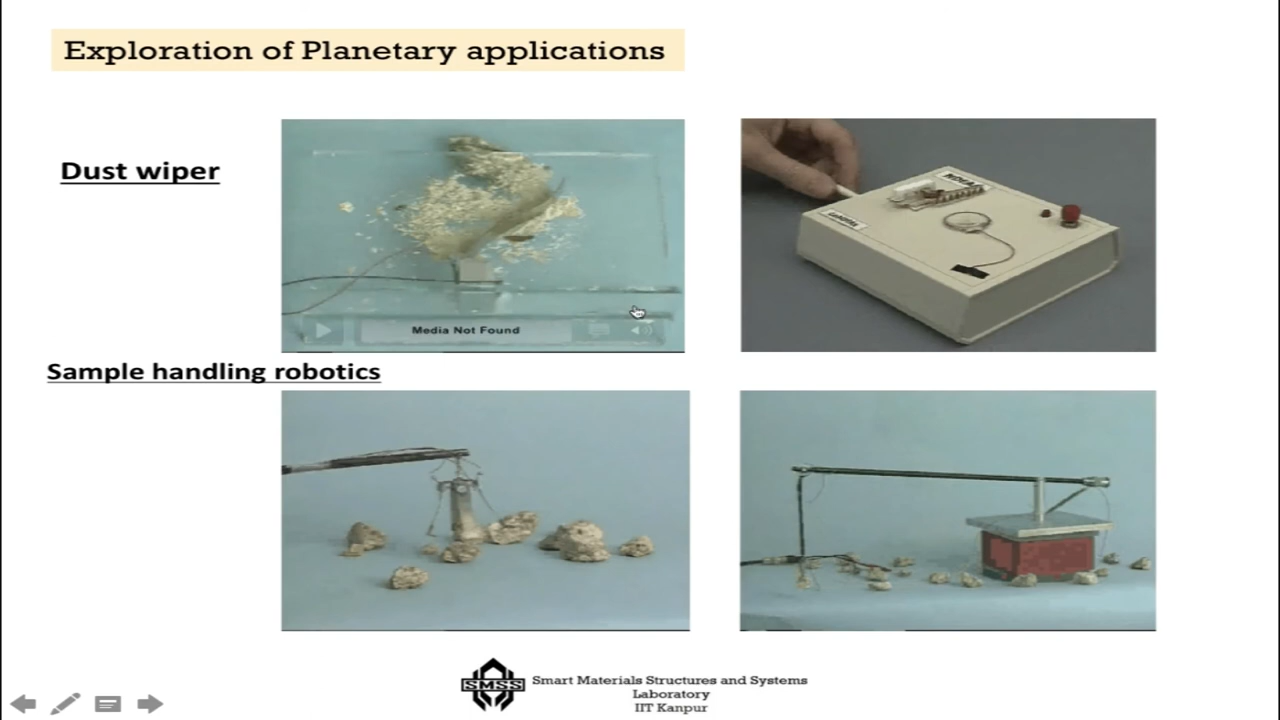 Exploration of Planetary applications
Dust wiper
Media Not Found
Sample handling robotics
SMSS
Smart Materials Structures and Systems
Laboratory
IIT Kanpur